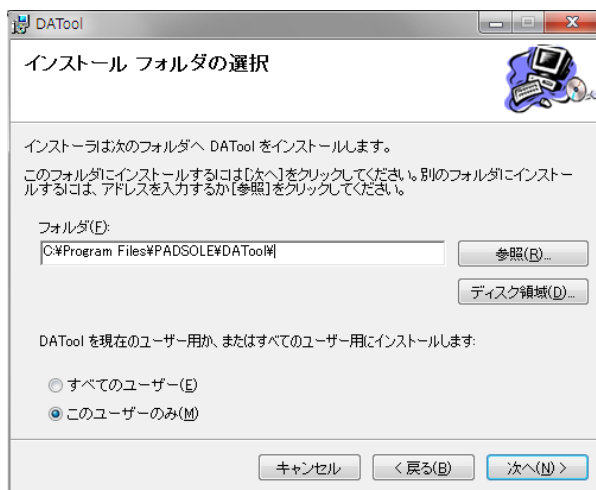 DATool
インストール フォルダの選択
インストーラは次のフォルダへ DATool をインストールします。
このフォルダにインストールするには[次へ]をクリックしてください。別のフォルダにインストー
ルするには、アドレスを入力するか[参照]をクリックしてください。
フォルダ(F):
C:¥Program Files¥PADSOLE¥DATool¥
参照(R)...
ディスク領域(D)...
DATool を現在のユーザー用か、またはすべてのユーザー用にインストールします:
すべてのユーザー(E)
このユーザーのみ(M)
キャンセル
< 戻る(B)
次へ(N) >